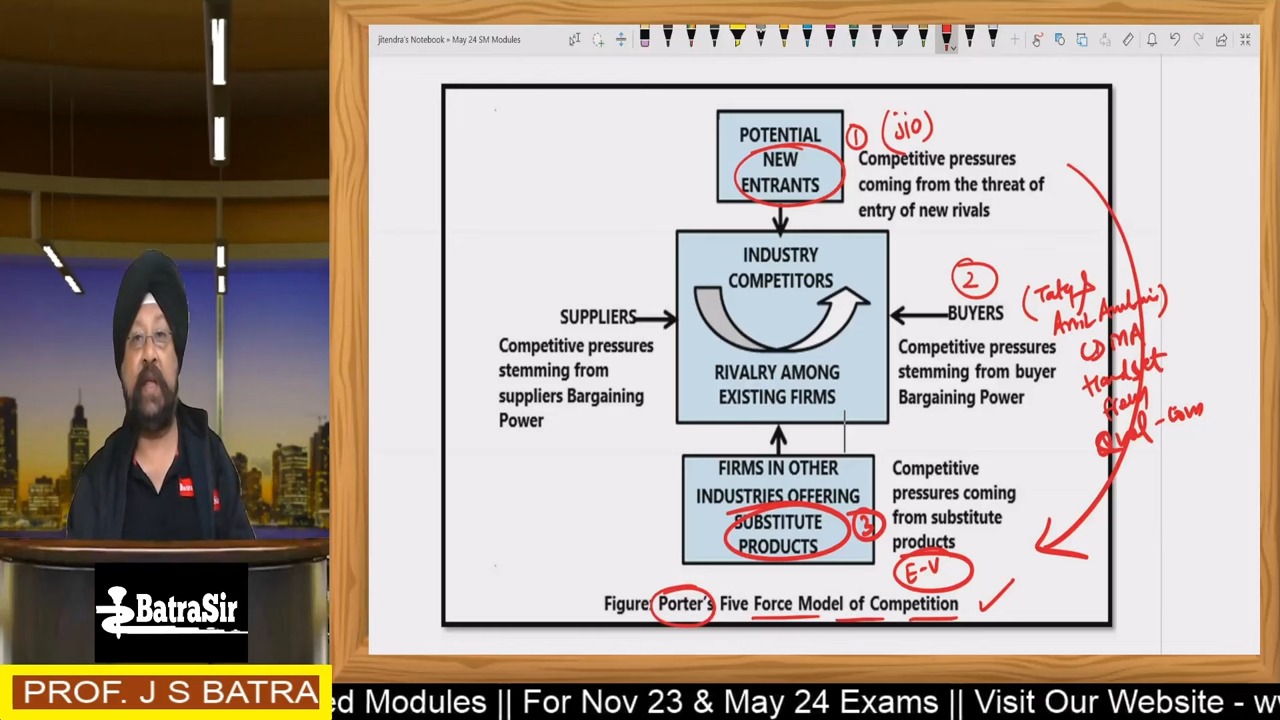 jitendra's Notebook » May 24 SM Modules
POTENTIAL
NEW
ENTRANTS
1
(jio)
Competitive pressures
coming from the threat of
entry of new rivals
INDUSTRY
COMPETITORS
RIVALRY AMONG
EXISTING FIRMS
SUPPLIERS
Competitive pressures
stemming from
suppliers Bargaining
Power
2
BUYERS
Competitive pressures
stemming from buyer
Bargaining Power
CDMA
Handset
from
Qual-com
FIRMS IN OTHER
INDUSTRIES OFFERING
SUBSTITUTE
PRODUCTS
3
Competitive
pressures coming
from substitute
products
E-V
Figure: Porter's Five Force Model of Competition
BatraSir
PROF. J S BATRA
ed Modules || For Nov 23 & May 24 Exams || Visit Our Website - w